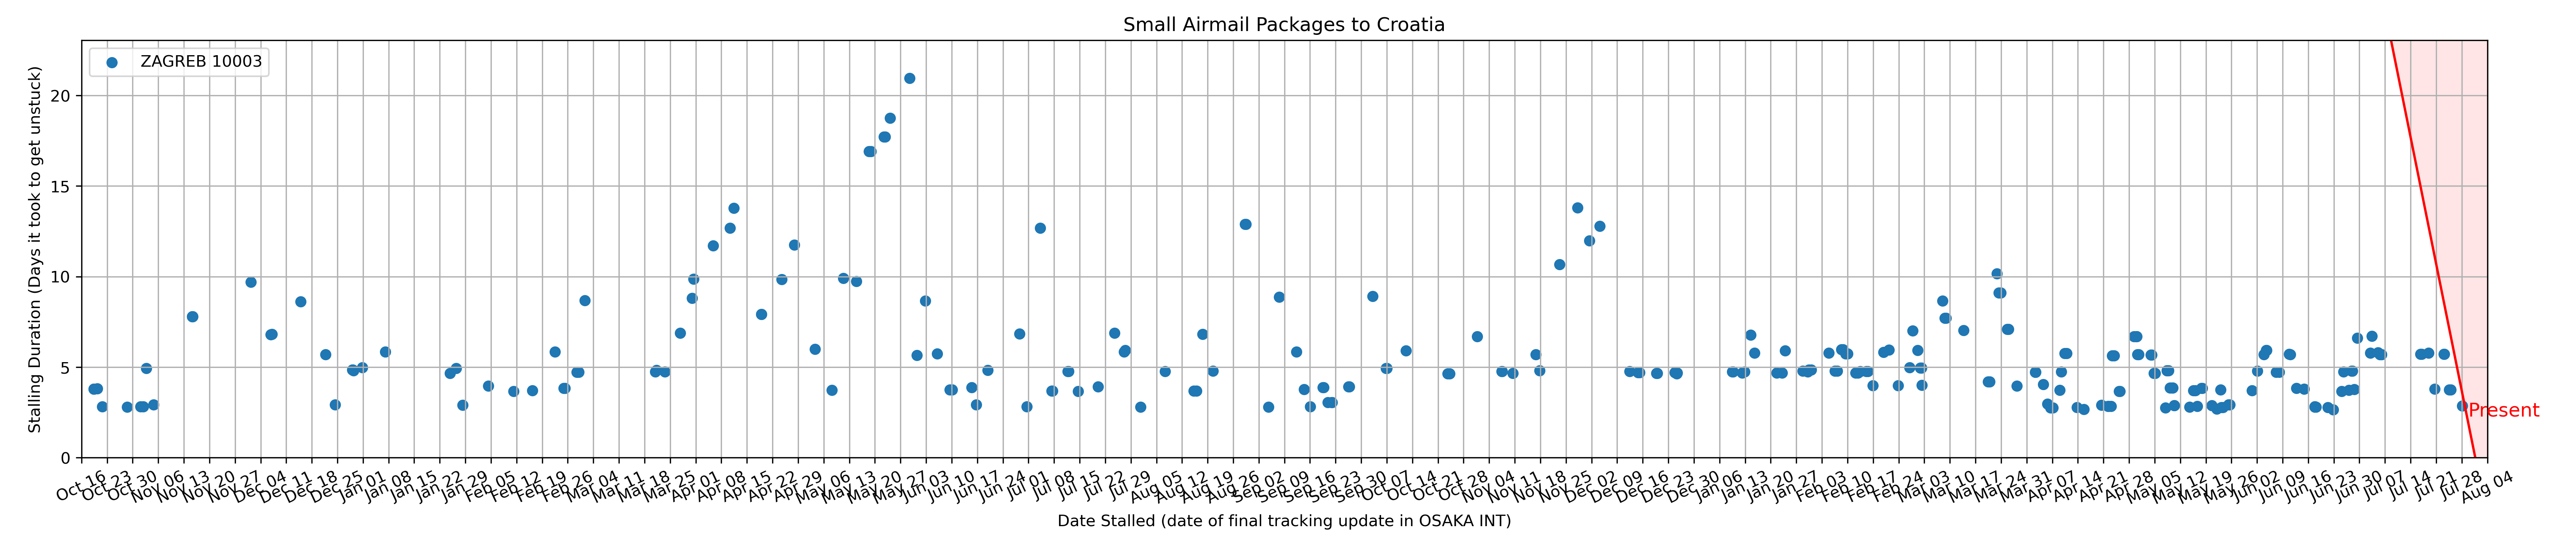 Small Airmail Packages to Croatia
ZAGREB 10003
Stalling Duration (Days it took to get unstuck)
20
15
10
5
0
Present
Oct 16 Oct 23 Oct 30 Nov 06 Nov 13 Nov 20 Nov 27 Dec 04 Dec 11 Dec 18 Dec 25 Jan 01 Jan 08 Jan 15 Jan 22 Jan 29 Feb 05 Feb 12 Feb 19 Feb 26 Mar 04 Mar 11 Mar 18 Mar 25 Apr 01 Apr 08 Apr 15 Apr 22 Apr 29 May 06 May 13 May 20 May 27 Jun 03 Jun 10 Jun 17 Jun 24 Jul 01 Jul 08 Jul 15 Jul 22 Jul 29 Aug 05 Aug 12 Aug 19 Aug 26 Sep 02 Sep 09 Sep 16 Sep 23 Sep 30 Oct 07 Oct 14 Oct 21 Oct 28 Nov 04 Nov 11 Nov 18 Nov 25 Dec 02 Dec 09 Dec 16 Dec 23 Dec 30 Jan 06 Jan 13 Jan 20 Jan 27 Feb 03 Feb 10 Feb 17 Feb 24 Mar 03 Mar 10 Mar 17 Mar 24 Mar 31 Apr 07 Apr 14 Apr 21 Apr 28 May 05 May 12 May 19 May 26 Jun 02 Jun 09 Jun 16 Jun 23 Jun 30 Jul 07 Jul 14 Jul 21 Jul 28 Aug 04
Date Stalled (date of final tracking update in OSAKA INT)